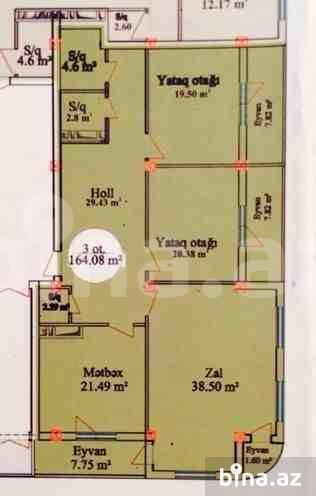 12.17 m²
S/q
2.60
S/q
4.6 m²
S/q
4.6 m²
Yataq otağı
19.50 m²
Eyvan
7.82 m²
S/q
2.8 m²
Holl
29.43 m²
Yataq otağı
20.38 m²
Eyvan
7.82 m²
3 ot.
164.08 m²
S/q
2.29 m²
Mətbəx
21.49 m²
Zal
38.50 m²
Eyvan
7.75 m²
Eyvan
1.60 m²
bina.az
bina.az